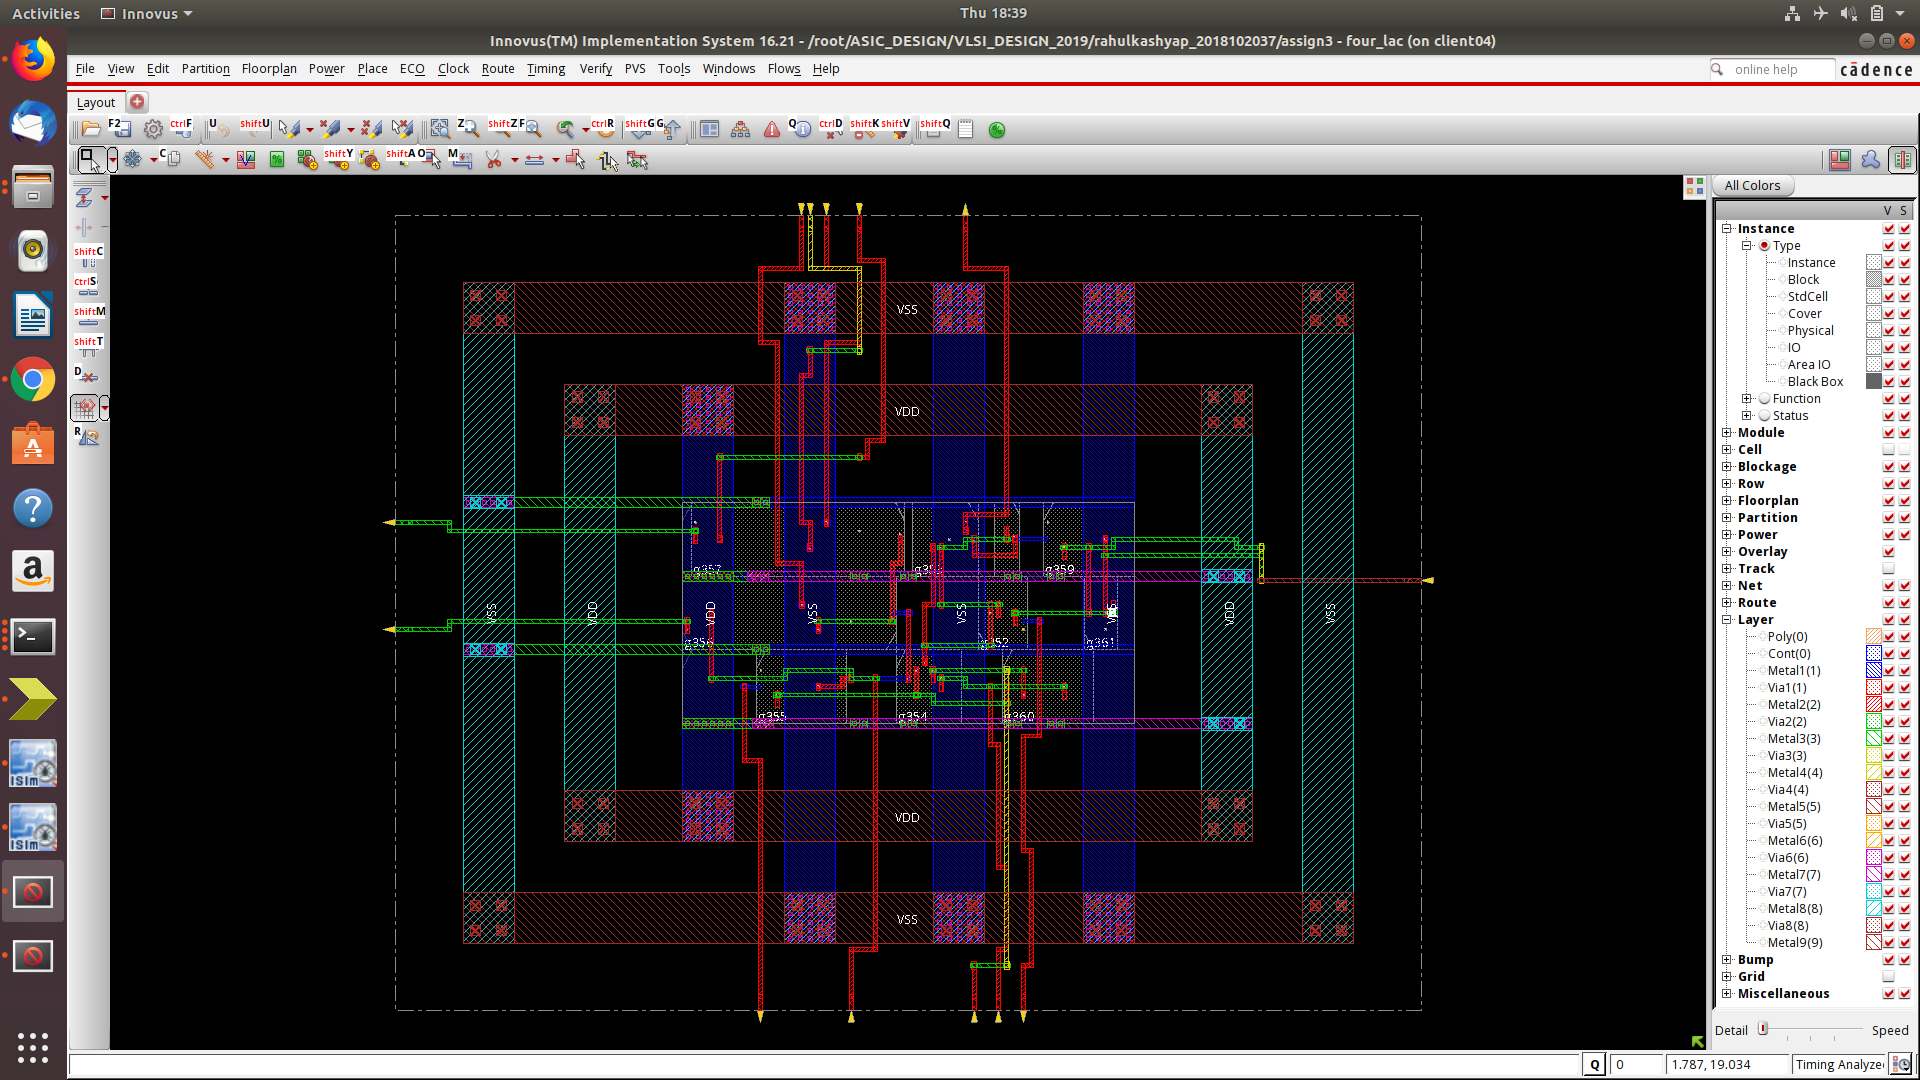 Activities Innovus Thu 18:39
Innovus(TM) Implementation System 16.21 - /root/ASIC_DESIGN/VLSI_DESIGN_2019/rahulkashyap_2018102037/assign3 - four_lac (on client04)
File View Edit Partition Floorplan Power Place ECO Clock Route Timing Verify PVS Tools Windows Flows Help online help cādence
Layout
F2 CtrlF U ShiftU Z ShiftZ F CtrlR ShiftG G Q CtrlD ShiftK ShiftV ShiftQ
C ShiftY ShiftA O M
ShiftC
CtrlS
ShiftM
ShiftT
D
R
VSS
VDD
g357
g359
VSS VDD VDD VSS VSS VDD VSS
g361
g355 g354 g360
VDD
VSS
All Colors
V S
Instance
Type
Instance
Block
StdCell
Cover
Physical
IO
Area IO
Black Box
Function
Status
Module
Cell
Blockage
Row
Floorplan
Partition
Power
Overlay
Track
Net
Route
Layer
Poly(0)
Cont(0)
Metal1(1)
Via1(1)
Metal2(2)
Via2(2)
Metal3(3)
Via3(3)
Metal4(4)
Via4(4)
Metal5(5)
Via5(5)
Metal6(6)
Via6(6)
Metal7(7)
Via7(7)
Metal8(8)
Via8(8)
Metal9(9)
Bump
Grid
Miscellaneous
Detail Speed
Q 0 1.787, 19.034 Timing Analyze
ISim
ISim